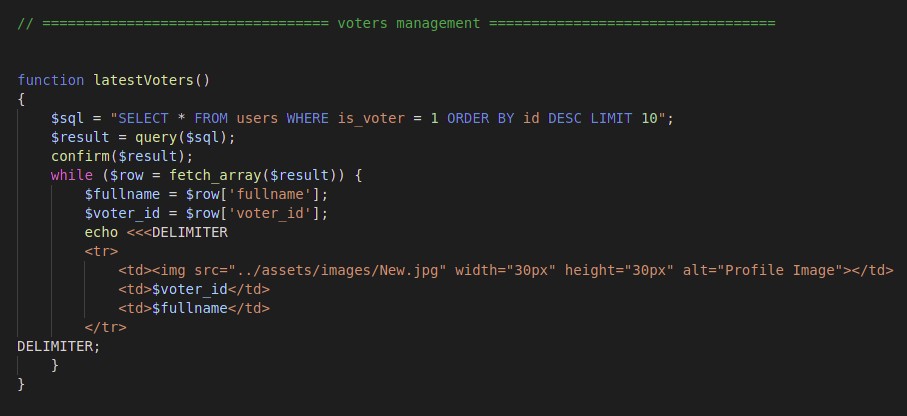 // ================================== voters management ==================================
function latestVoters()
{
    $sql = "SELECT * FROM users WHERE is_voter = 1 ORDER BY id DESC LIMIT 10";
    $result = query($sql);
    confirm($result);
    while ($row = fetch_array($result)) {
        $fullname = $row['fullname'];
        $voter_id = $row['voter_id'];
        echo <<<DELIMITER
        <tr>
            <td><img src="../assets/images/New.jpg" width="30px" height="30px" alt="Profile Image"></td>
            <td>$voter_id</td>
            <td>$fullname</td>
        </tr>
DELIMITER;
    }
}